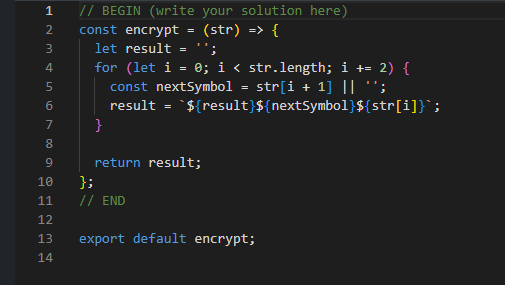 1 // BEGIN (write your solution here)
2 const encrypt = (str) => {
3   let result = '';
4   for (let i = 0; i < str.length; i += 2) {
5     const nextSymbol = str[i + 1] || '';
6     result = `${result}${nextSymbol}${str[i]}`;
7   }
8
9   return result;
10 };
11 // END
12
13 export default encrypt;
14